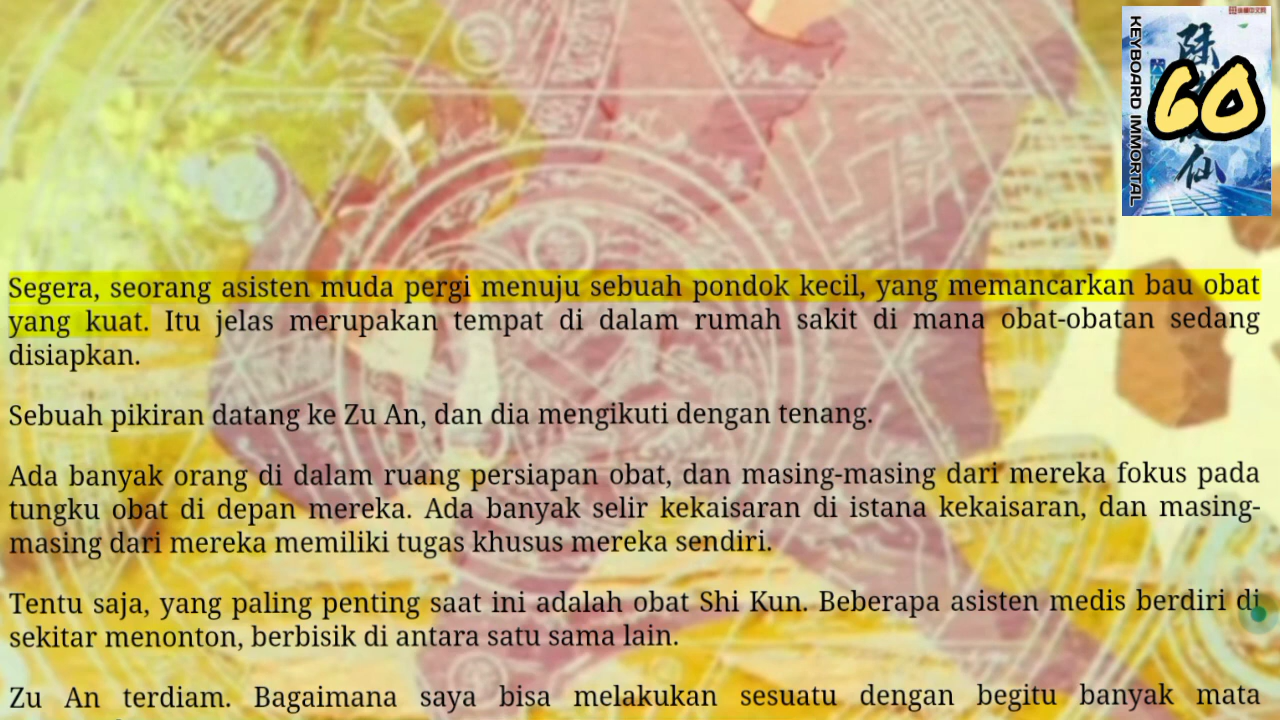 KEYBOARD IMMORTAL
60
仙
Segera, seorang asisten muda pergi menuju sebuah pondok kecil, yang memancarkan bau obat
yang kuat. Itu jelas merupakan tempat di dalam rumah sakit di mana obat-obatan sedang
disiapkan.
Sebuah pikiran datang ke Zu An, dan dia mengikuti dengan tenang.
Ada banyak orang di dalam ruang persiapan obat, dan masing-masing dari mereka fokus pada
tungku obat di depan mereka. Ada banyak selir kekaisaran di istana kekaisaran, dan masing-
masing dari mereka memiliki tugas khusus mereka sendiri.
Tentu saja, yang paling penting saat ini adalah obat Shi Kun. Beberapa asisten medis berdiri di
sekitar menonton, berbisik di antara satu sama lain.
Zu An terdiam. Bagaimana saya bisa melakukan sesuatu dengan begitu banyak mata